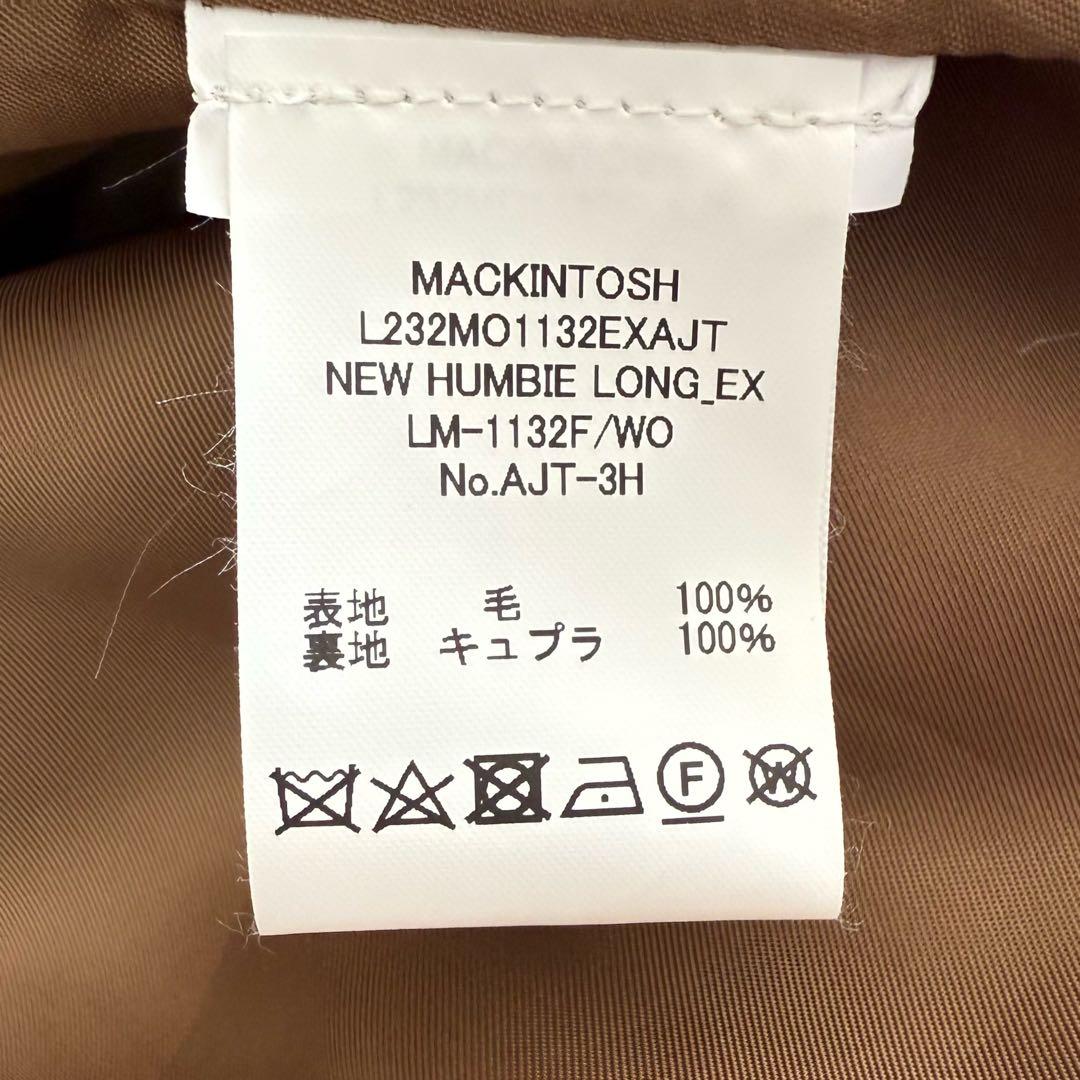 MACKINTOSH
L232MO1132EXAJT
NEW HUMBIE LONG_EX
LM-1132F/WO
No.AJT-3H
表地 毛 100%
裏地 キュプラ 100%
F
W